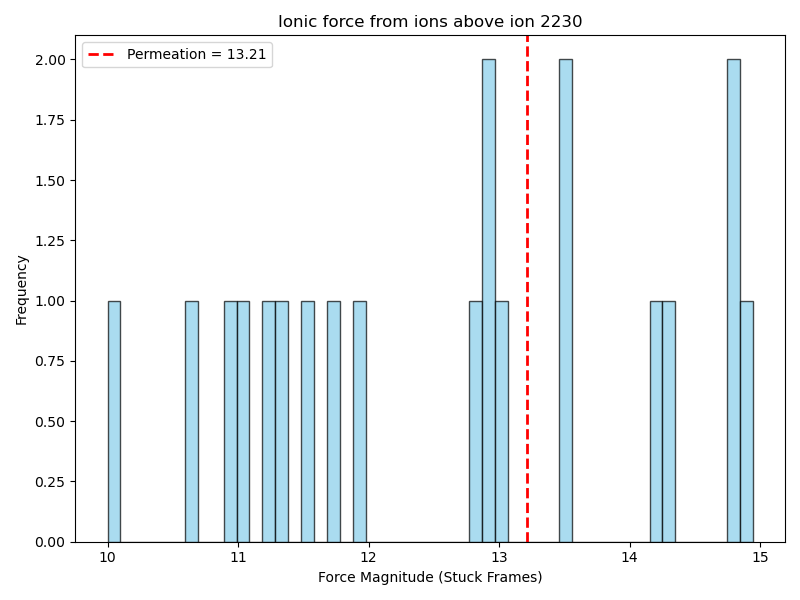 Ionic force from ions above ion 2230
Permeation = 13.21
2.00
1.75
1.50
1.25
1.00
0.75
0.50
0.25
0.00
Frequency
10 11 12 13 14 15
Force Magnitude (Stuck Frames)